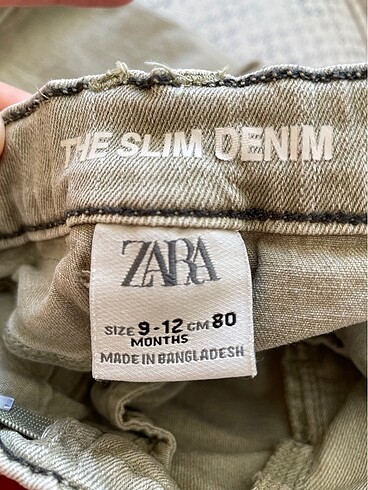 THE SLIM DENIM
ZARA
SIZE 9-12 CM 80
MONTHS
MADE IN BANGLADESH